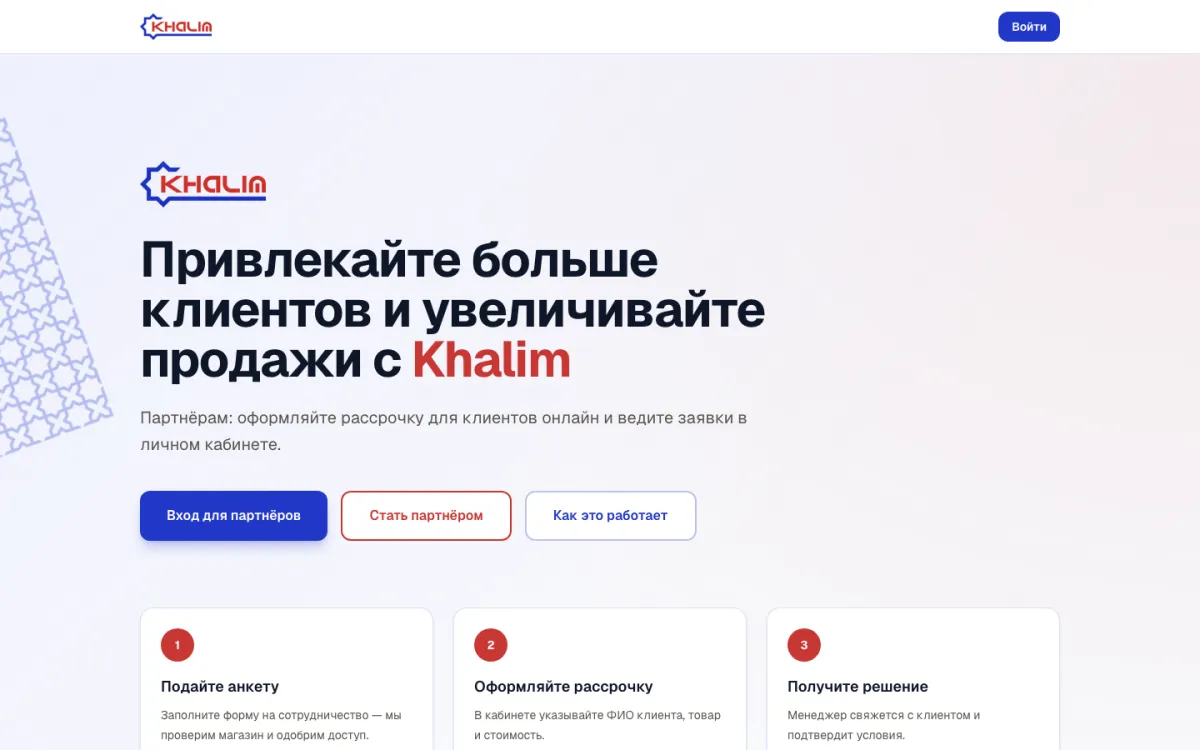 KHALIM
Войти
KHALIM
Привлекайте больше
клиентов и увеличивайте
продажи с Khalim
Партнёрам: оформляйте рассрочку для клиентов онлайн и ведите заявки в
личном кабинете.
Вход для партнёров
Стать партнёром
Как это работает
1
Подайте анкету
Заполните форму на сотрудничество — мы
проверим магазин и одобрим доступ.
2
Оформляйте рассрочку
В кабинете указывайте ФИО клиента, товар
и стоимость.
3
Получите решение
Менеджер свяжется с клиентом и
подтвердит условия.